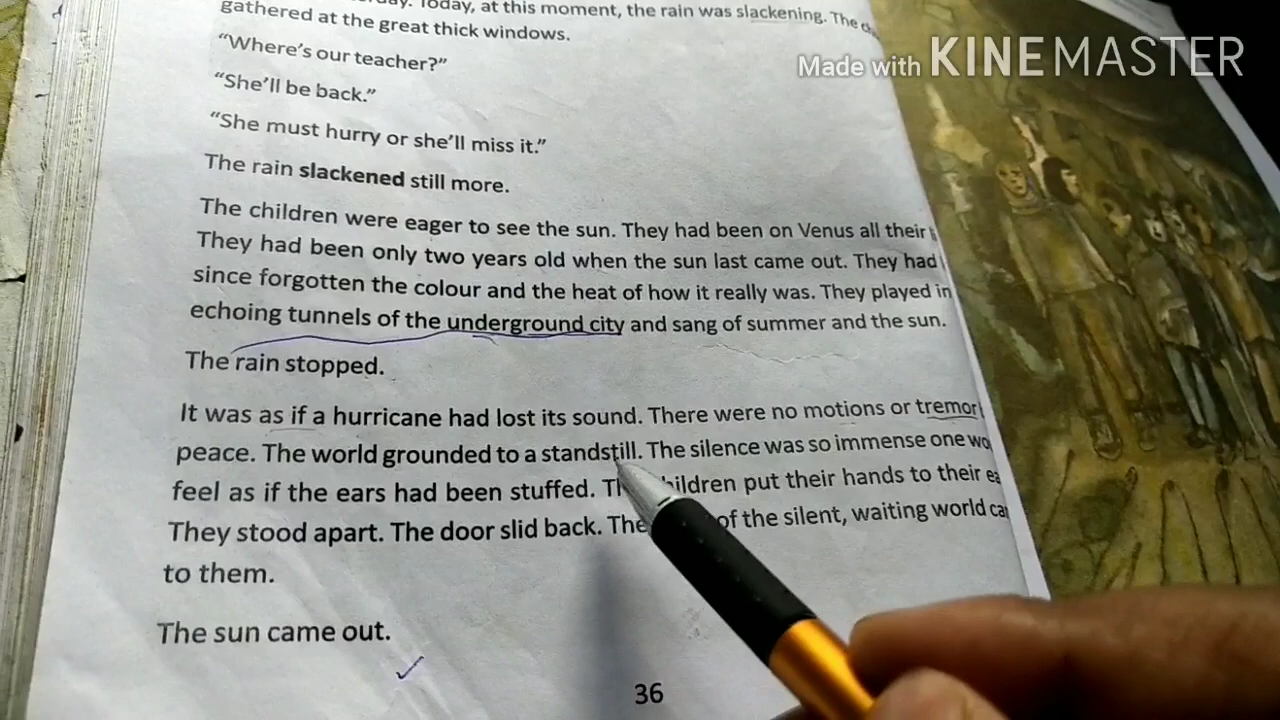 Today, at this moment, the rain was slackening. The
gathered at the great thick windows.
"Where's our teacher?"
"She'll be back."
"She must hurry or she'll miss it."
The rain slackened still more.
The children were eager to see the sun. They had been on Venus all their
They had been only two years old when the sun last came out. They had
since forgotten the colour and the heat of how it really was. They played in
echoing tunnels of the underground city and sang of summer and the sun.
The rain stopped.
It was as if a hurricane had lost its sound. There were no motions or tremor
peace. The world grounded to a standstill. The silence was so immense one
feel as if the ears had been stuffed. children put their hands to their
They stood apart. The door slid back. The of the silent, waiting world
to them.
The sun came out.
36
Made with KINEMASTER